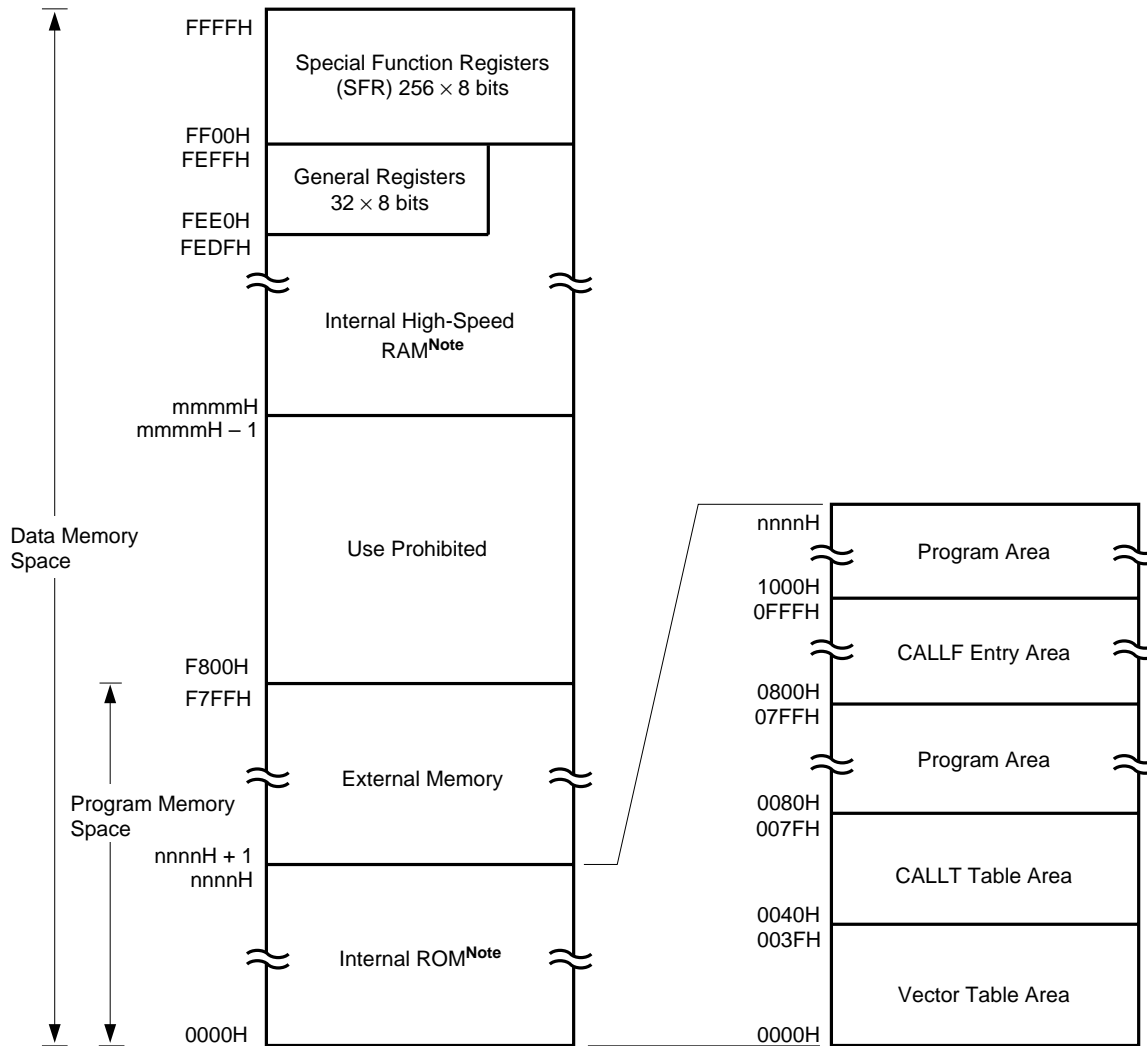 FFFFH
Special Function Registers
(SFR) 256 × 8 bits
FF00H
FEFFH
General Registers
32 × 8 bits
FEE0H
FEDFH
Internal High-Speed
RAMNote
mmmmH
mmmmH – 1
Data Memory
Space
Use Prohibited
F800H
F7FFH
External Memory
Program Memory
Space
nnnnH + 1
nnnnH
Internal ROMNote
0000H
nnnnH
Program Area
1000H
0FFFH
CALLF Entry Area
0800H
07FFH
Program Area
0080H
007FH
CALLT Table Area
0040H
003FH
Vector Table Area
0000H